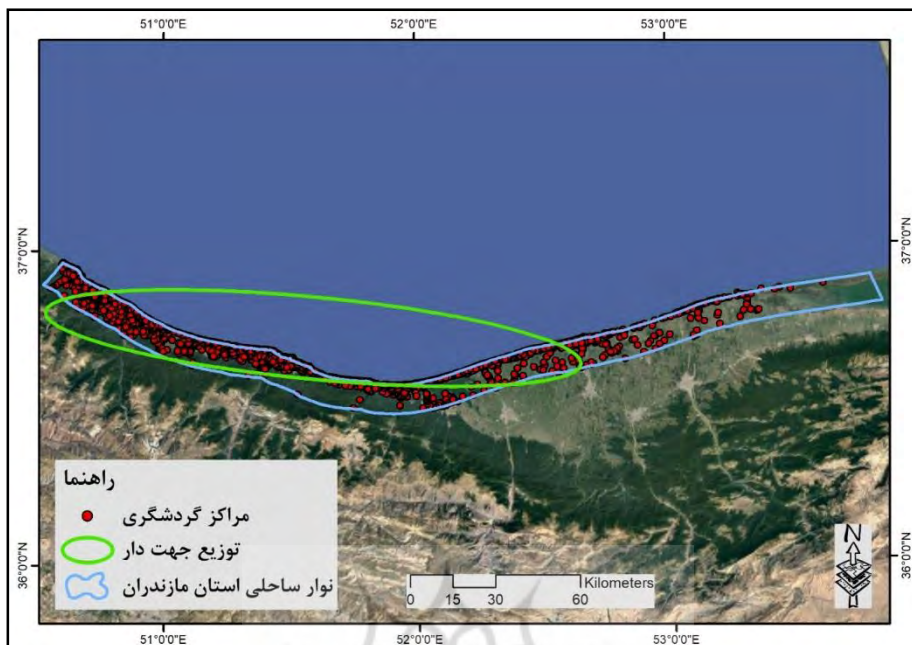 51°0'0"E 52°0'0"E 53°0'0"E
37°0'0"N 37°0'0"N
36°0'0"N 36°0'0"N
راهنما
مراکز گردشگری
توزیع جهت دار
نوار ساحلی استان مازندران
Kilometers
0 15 30 60
N
51°0'0"E 52°0'0"E 53°0'0"E